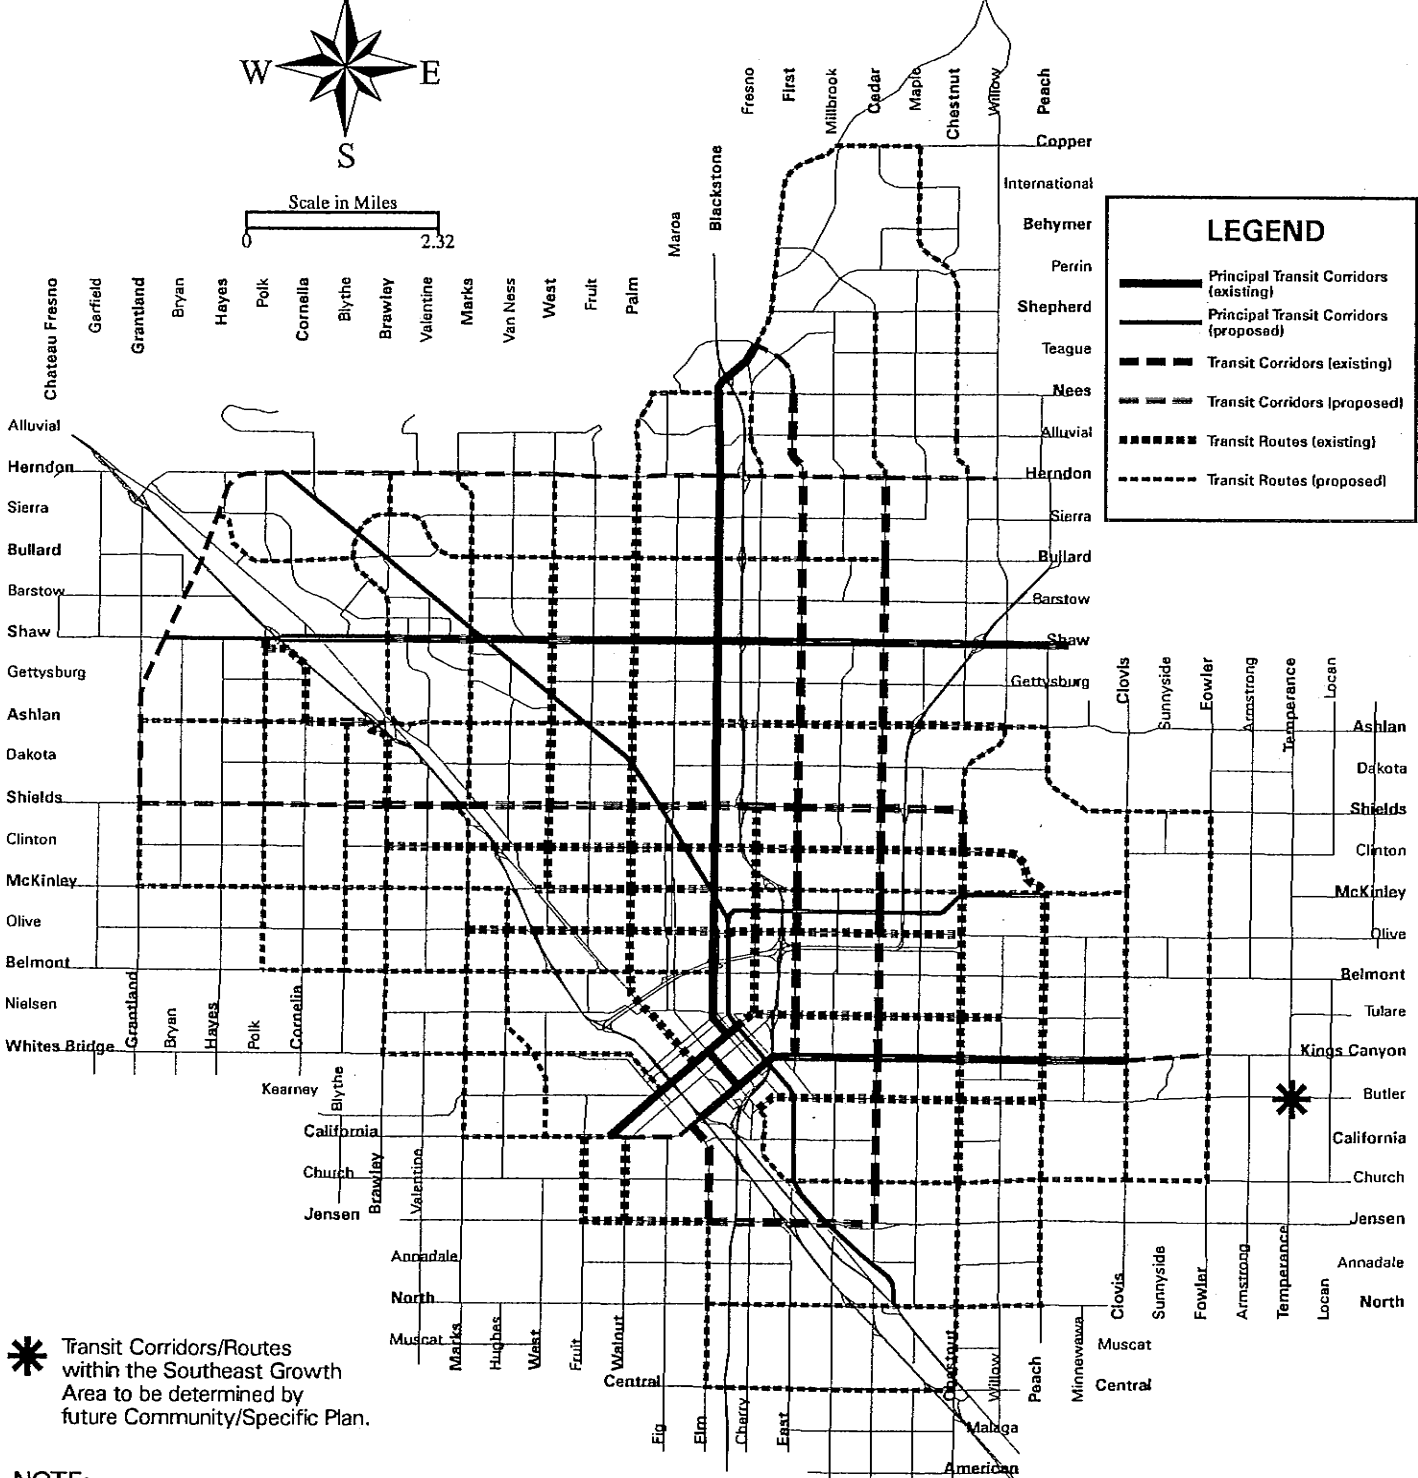 W E
S
Scale in Miles
0 2.32
Fresno
First
Millbrook
Cedar
Maple
Chestnut
Willow
Peach
Blackstone
Maroa
Copper
International
Behymer
Perrin
Shepherd
Teague
Nees
Alluvial
Herndon
Sierra
Bullard
Barstow
Shaw
Gettysburg
LEGEND
Principal Transit Corridors
(existing)
Principal Transit Corridors
(proposed)
Transit Corridors (existing)
Transit Corridors (proposed)
Transit Routes (existing)
Transit Routes (proposed)
Chateau Fresno
Garfield
Grantland
Bryan
Hayes
Polk
Cornelia
Blythe
Brawley
Valentine
Marks
Van Ness
West
Fruit
Palm
Alluvial
Herndon
Sierra
Bullard
Barstow
Shaw
Gettysburg
Ashlan
Dakota
Shields
Clinton
McKinley
Olive
Belmont
Nielsen
Whites Bridge
Clovis
Sunnyside
Fowler
Armstrong
Temperance
Locan
Ashlan
Dakota
Shields
Clinton
McKinley
Olive
Belmont
Tulare
Kings Canyon
Butler
California
Church
Jensen
Annadale
North
Grantland
Bryan
Hayes
Polk
Cornelia
Blythe
Kearney
California
Church
Jensen
Brawley
Valentine
Annadale
North
Muscat
Marks
Hughes
West
Fruit
Walnut
Central
Fig
Elm
Cherry
East
Chestnut
Willow
Peach
Minnewawa
Clovis
Sunnyside
Fowler
Armstrong
Temperance
Locan
Muscat
Central
Malaga
American
Transit Corridors/Routes
within the Southeast Growth
Area to be determined by
future Community/Specific Plan.
NOTE: